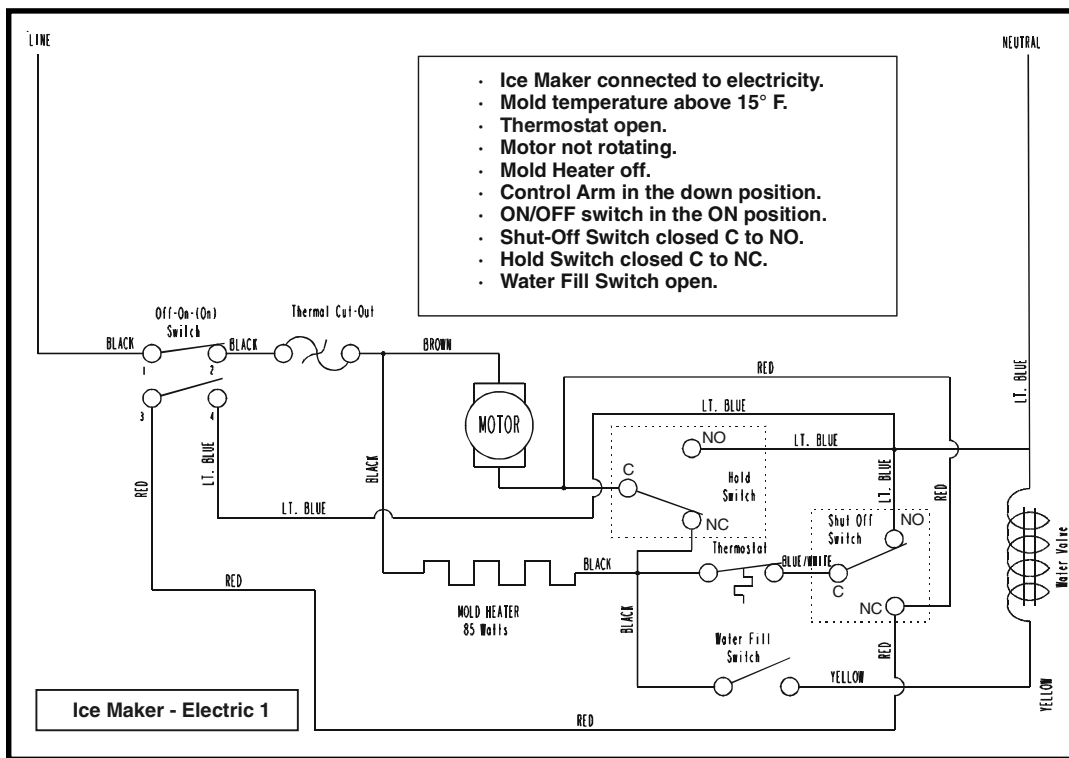 LINE
NEUTRAL
· Ice Maker connected to electricity.
· Mold temperature above 15° F.
· Thermostat open.
· Motor not rotating.
· Mold Heater off.
· Control Arm in the down position.
· ON/OFF switch in the ON position.
· Shut-Off Switch closed C to NO.
· Hold Switch closed C to NC.
· Water Fill Switch open.
Off-On-(On)
Switch
Thermal Cut-Out
BLACK
BLACK
BROWN
RED
LT. BLUE
1
2
3
4
MOTOR
LT. BLUE
NO
LT. BLUE
C
Hold
Switch
NC
RED
LT. BLUE
BLACK
LT. BLUE
LT. BLUE
RED
Shut Off
Switch
NO
Thermostat
BLUE/WHITE
C
NC
Water Valve
BLACK
RED
MOLD HEATER
85 Watts
BLACK
RED
Water Fill
Switch
YELLOW
YELLOW
Ice Maker - Electric 1
RED